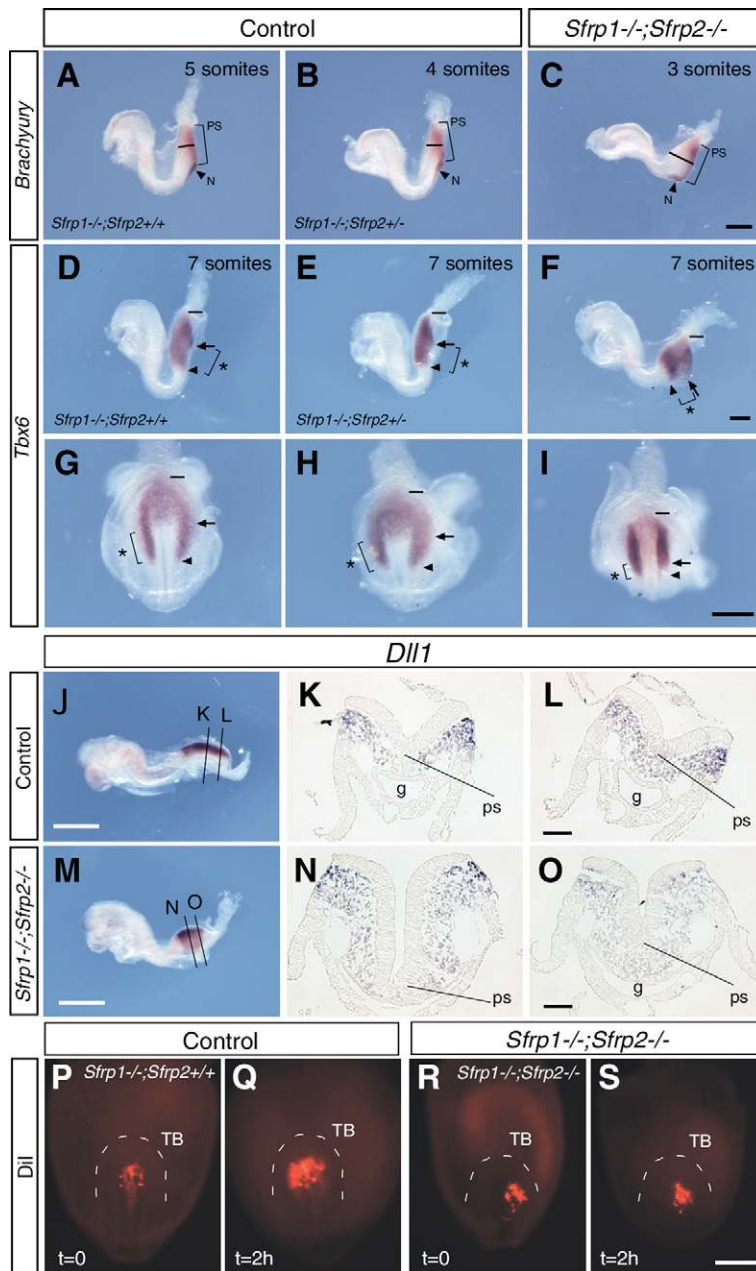 Control
Sfrp1-/-;Sfrp2-/-
Brachyury
A
5 somites
PS
N
Sfrp1-/-;Sfrp2+/+
B
4 somites
PS
N
Sfrp1-/-;Sfrp2+/-
C
3 somites
PS
N
Tbx6
D
7 somites
*
Sfrp1-/-;Sfrp2+/+
E
7 somites
*
Sfrp1-/-;Sfrp2+/-
F
7 somites
*
G
*
H
*
I
*
Dll1
Control
J
K L
K
g
ps
L
g
ps
Sfrp1-/-;Sfrp2-/-
M
N O
N
ps
O
g
ps
Control
Sfrp1-/-;Sfrp2-/-
DiI
P
Sfrp1-/-;Sfrp2+/+
TB
t=0
Q
TB
t=2h
R
Sfrp1-/-;Sfrp2-/-
TB
t=0
S
TB
t=2h